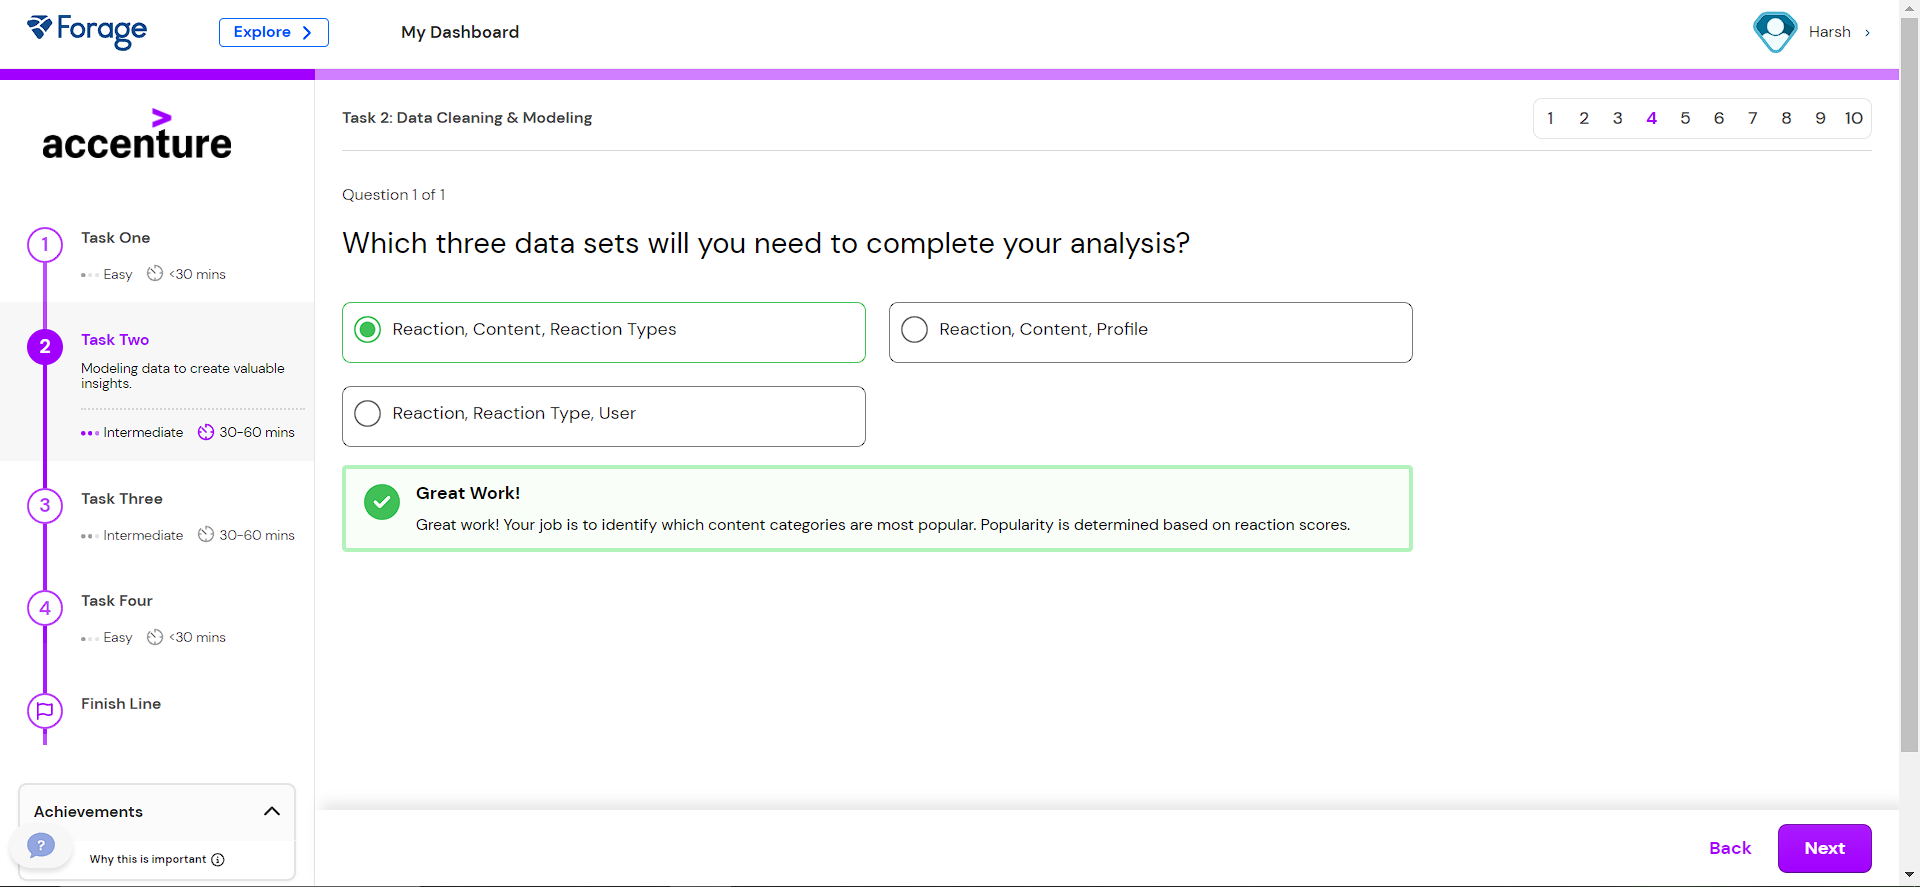 Forage
Explore
My Dashboard
Harsh
accenture
Task 2: Data Cleaning & Modeling
1 2 3 4 5 6 7 8 9 10
1
Task One
Easy <30 mins
2
Task Two
Modeling data to create valuable
insights.
Intermediate 30-60 mins
3
Task Three
Intermediate 30-60 mins
4
Task Four
Easy <30 mins
Finish Line
Achievements
?
Why this is important
Question 1 of 1
Which three data sets will you need to complete your analysis?
Reaction, Content, Reaction Types
Reaction, Content, Profile
Reaction, Reaction Type, User
Great Work!
Great work! Your job is to identify which content categories are most popular. Popularity is determined based on reaction scores.
Back
Next